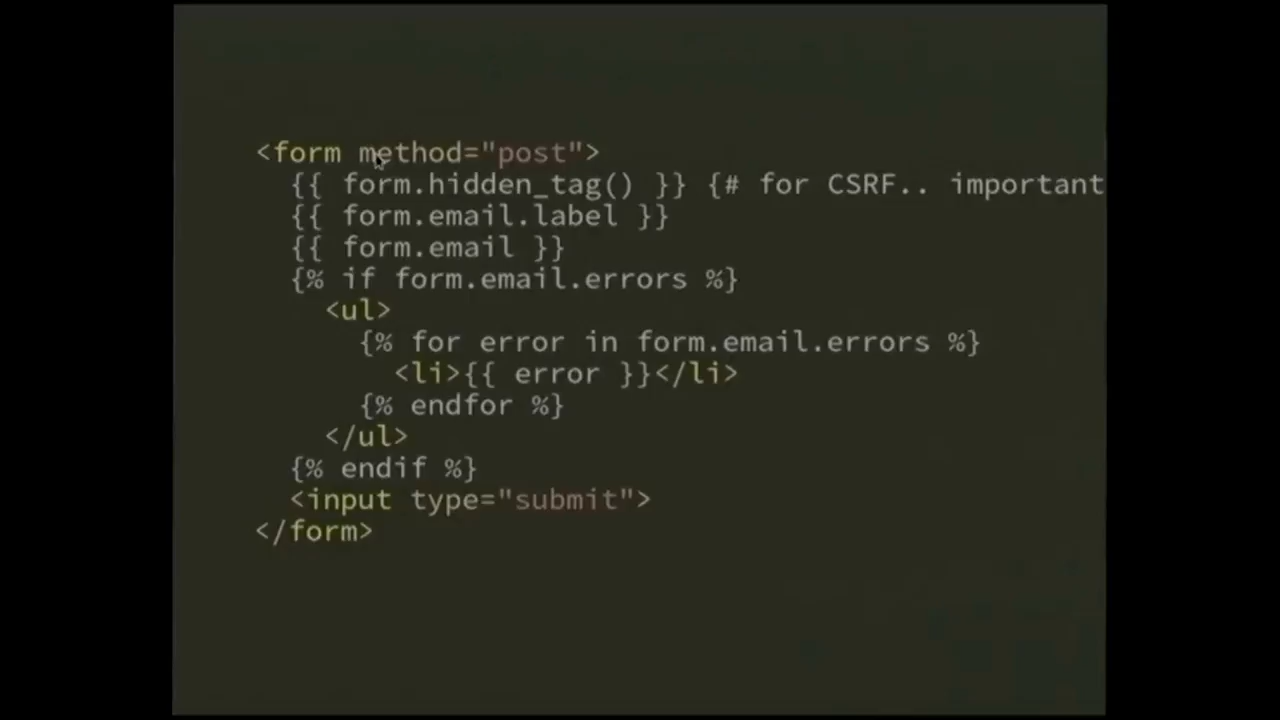 <form method="post">
{{ form.hidden_tag() }} {# for CSRF.. important
{{ form.email.label }}
{{ form.email }}
{% if form.email.errors %}
<ul>
{% for error in form.email.errors %}
<li>{{ error }}</li>
{% endfor %}
</ul>
{% endif %}
<input type="submit">
</form>